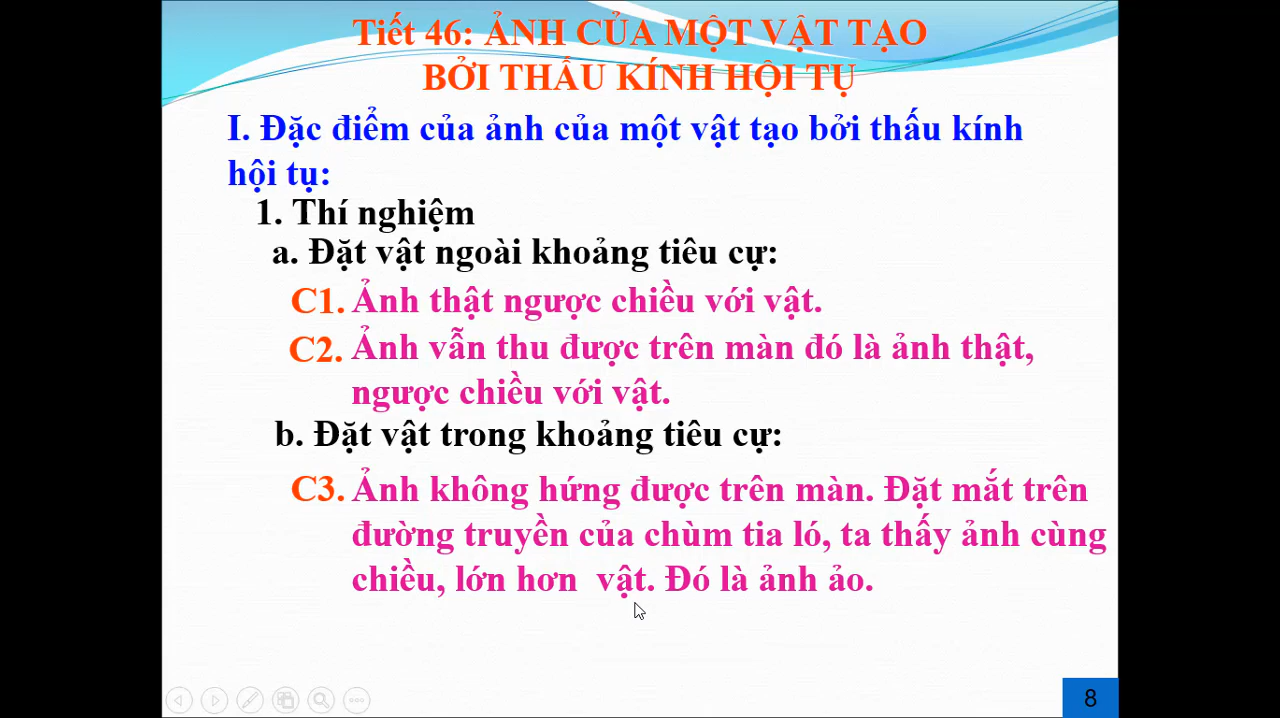 Tiết 46: ẢNH CỦA MỘT VẬT TẠO
BỞI THẤU KÍNH HỘI TỤ
I. Đặc điểm của ảnh của một vật tạo bởi thấu kính
hội tụ:
1. Thí nghiệm
a. Đặt vật ngoài khoảng tiêu cự:
C1. Ảnh thật ngược chiều với vật.
C2. Ảnh vẫn thu được trên màn đó là ảnh thật,
ngược chiều với vật.
b. Đặt vật trong khoảng tiêu cự:
C3. Ảnh không hứng được trên màn. Đặt mắt trên
đường truyền của chùm tia ló, ta thấy ảnh cùng
chiều, lớn hơn vật. Đó là ảnh ảo.
8